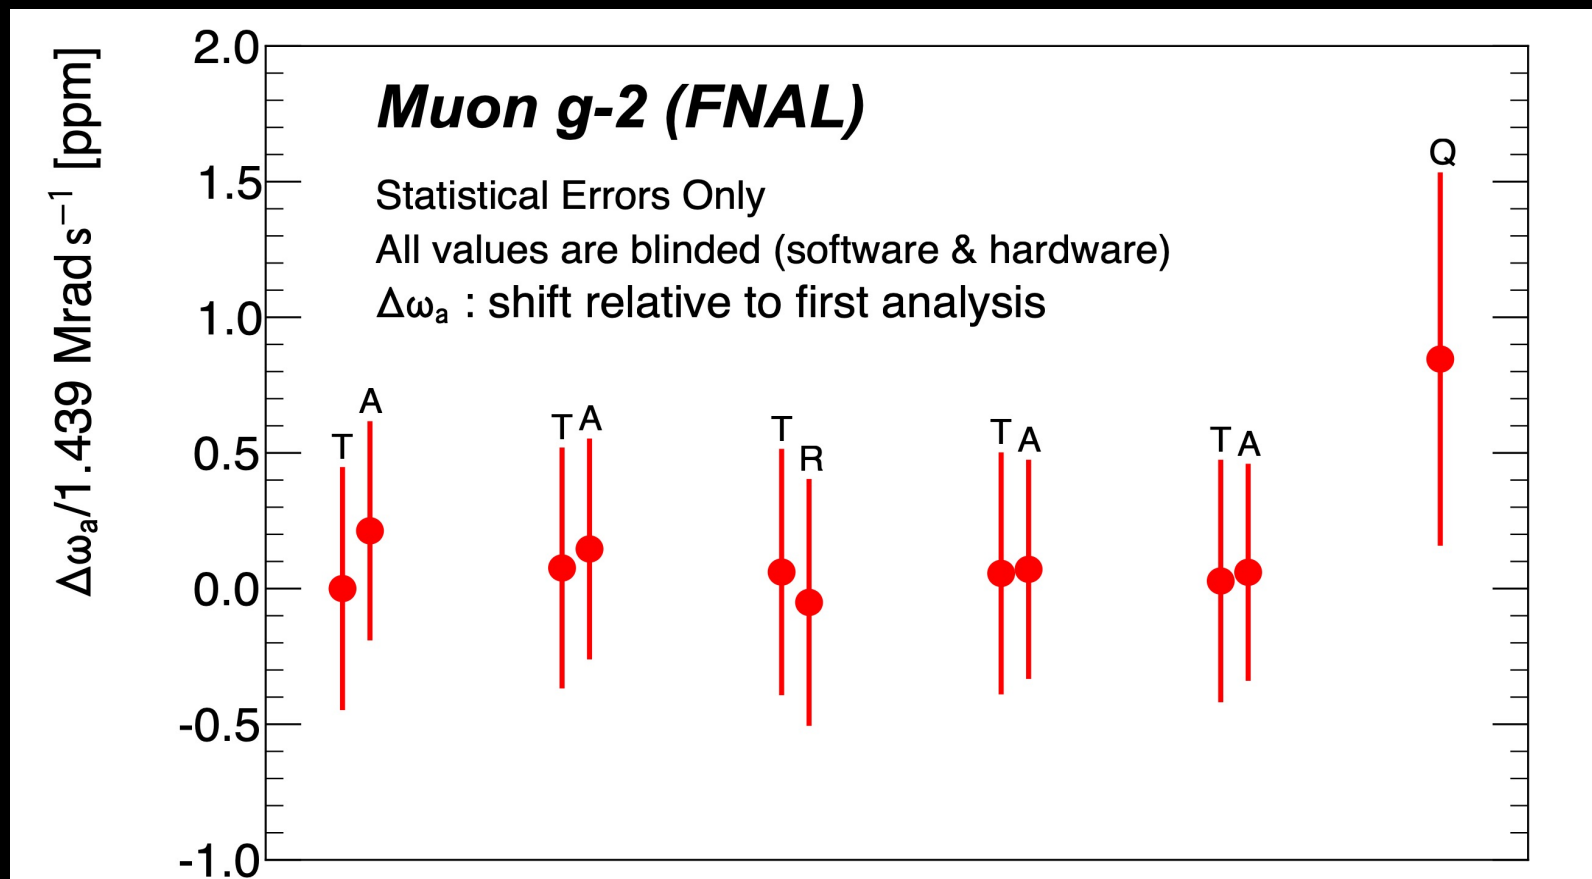 Δωₐ/1.439 Mrad s⁻¹ [ppm]
2.0
1.5
1.0
0.5
0.0
-0.5
-1.0
Muon g-2 (FNAL)
Statistical Errors Only
All values are blinded (software & hardware)
Δωₐ : shift relative to first analysis
T A
T A
T R
T A
T A
Q